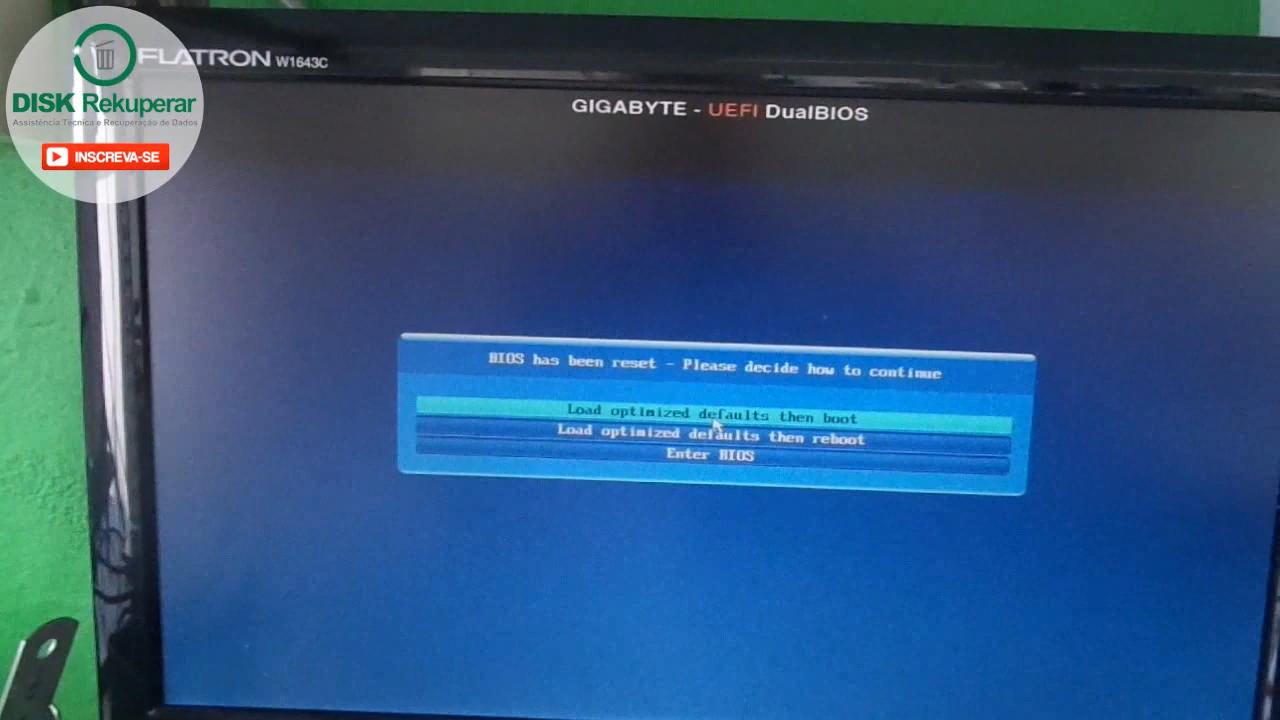 FLATRON W1643C
DISK Rekuperar
Assistência Técnica e Recuperação de Dados
INSCREVA-SE
GIGABYTE - UEFI DualBIOS
BIOS has been reset - Please decide how to continue
Load optimized defaults then boot
Load optimized defaults then reboot
Enter BIOS